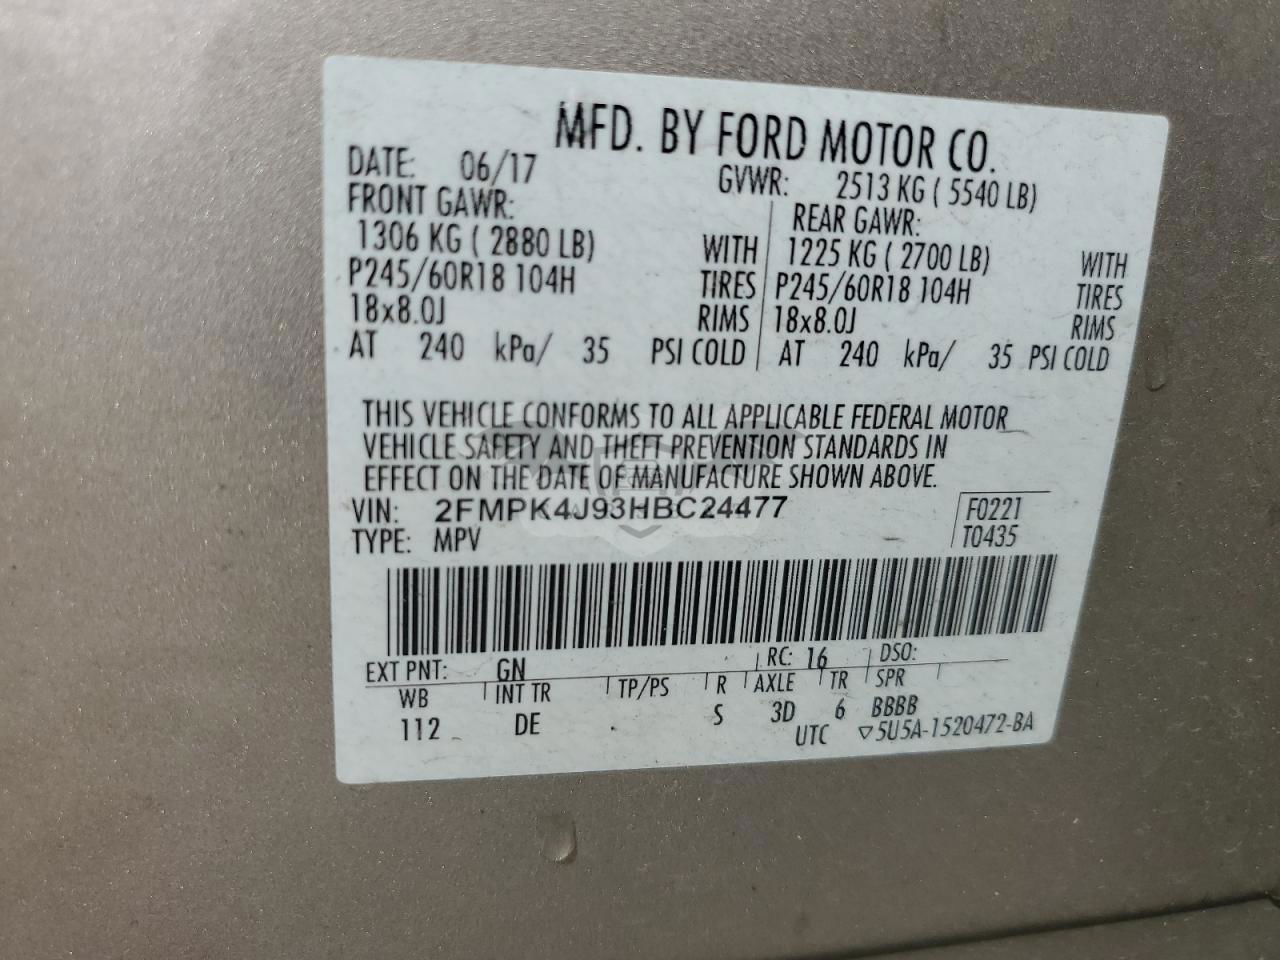 MFD. BY FORD MOTOR CO.
DATE: 06/17 GVWR: 2513 KG ( 5540 LB)
FRONT GAWR: REAR GAWR:
1306 KG ( 2880 LB) WITH 1225 KG ( 2700 LB) WITH
P245/60R18 104H TIRES P245/60R18 104H TIRES
18x8.0J RIMS 18x8.0J RIMS
AT 240 kPa/ 35 PSI COLD AT 240 kPa/ 35 PSI COLD
THIS VEHICLE CONFORMS TO ALL APPLICABLE FEDERAL MOTOR
VEHICLE SAFETY AND THEFT PREVENTION STANDARDS IN
EFFECT ON THE DATE OF MANUFACTURE SHOWN ABOVE.
VIN: 2FMPK4J93HBC24477 F0221
TYPE: MPV T0435
EXT PNT: GN RC: 16 DSO:
WB INT TR TP/PS R AXLE TR SPR
112 DE S 3D 6 BBBB
UTC ▽5U5A-1520472-BA